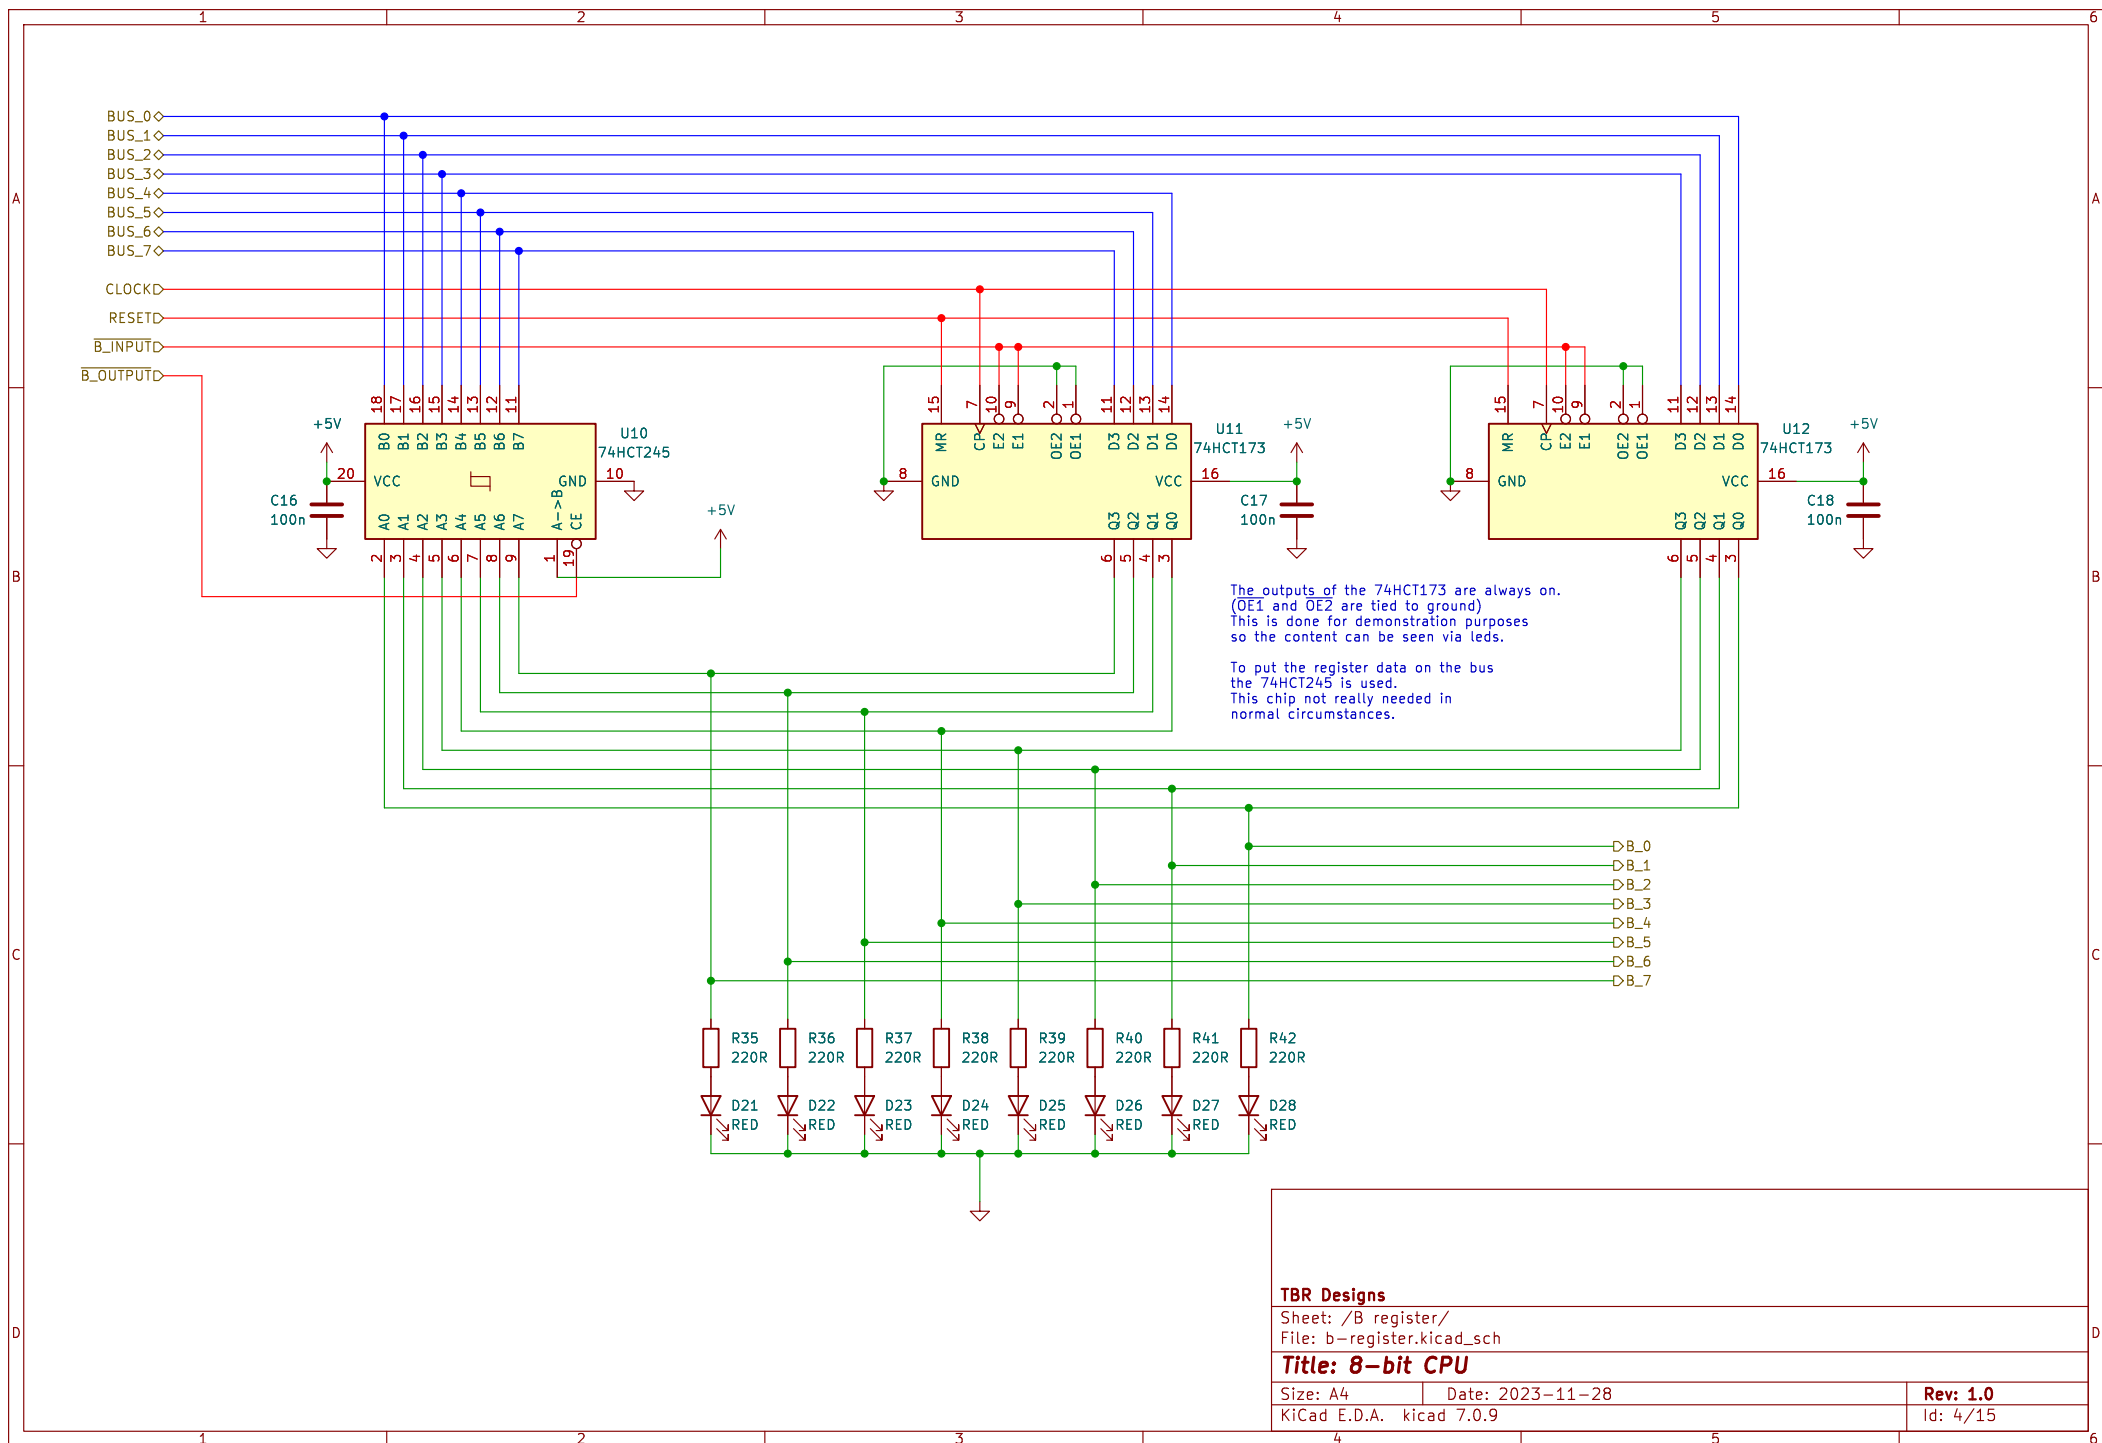 1 2 3 4 5 6
A A
B B
C C
D D
1 2 3 4 5 6
BUS_0
BUS_1
BUS_2
BUS_3
BUS_4
BUS_5
BUS_6
BUS_7
CLOCK
RESET
B_INPUT
B_OUTPUT
+5V
C16
100n
20
18 17 16 15 14 13 12 11
B0 B1 B2 B3 B4 B5 B6 B7
U10
74HCT245
VCC
GND
10
A0 A1 A2 A3 A4 A5 A6 A7 A->B CE
2 3 4 5 6 7 8 9 1 19
+5V
15 7 10 9 2 1 11 12 13 14
MR CP E2 E1 OE2 OE1 D3 D2 D1 D0
U11
74HCT173
8
GND
VCC
16
Q3 Q2 Q1 Q0
6 5 4 3
+5V
C17
100n
15 7 10 9 2 1 11 12 13 14
MR CP E2 E1 OE2 OE1 D3 D2 D1 D0
U12
74HCT173
8
GND
VCC
16
Q3 Q2 Q1 Q0
6 5 4 3
+5V
C18
100n
The outputs of the 74HCT173 are always on.
(OE1 and OE2 are tied to ground)
This is done for demonstration purposes
so the content can be seen via leds.
To put the register data on the bus
the 74HCT245 is used.
This chip not really needed in
normal circumstances.
B_0
B_1
B_2
B_3
B_4
B_5
B_6
B_7
R35 R36 R37 R38 R39 R40 R41 R42
220R 220R 220R 220R 220R 220R 220R 220R
D21 D22 D23 D24 D25 D26 D27 D28
RED RED RED RED RED RED RED RED
TBR Designs
Sheet: /B register/
File: b-register.kicad_sch
Title: 8-bit CPU
Size: A4 Date: 2023-11-28 Rev: 1.0
KiCad E.D.A. kicad 7.0.9 Id: 4/15